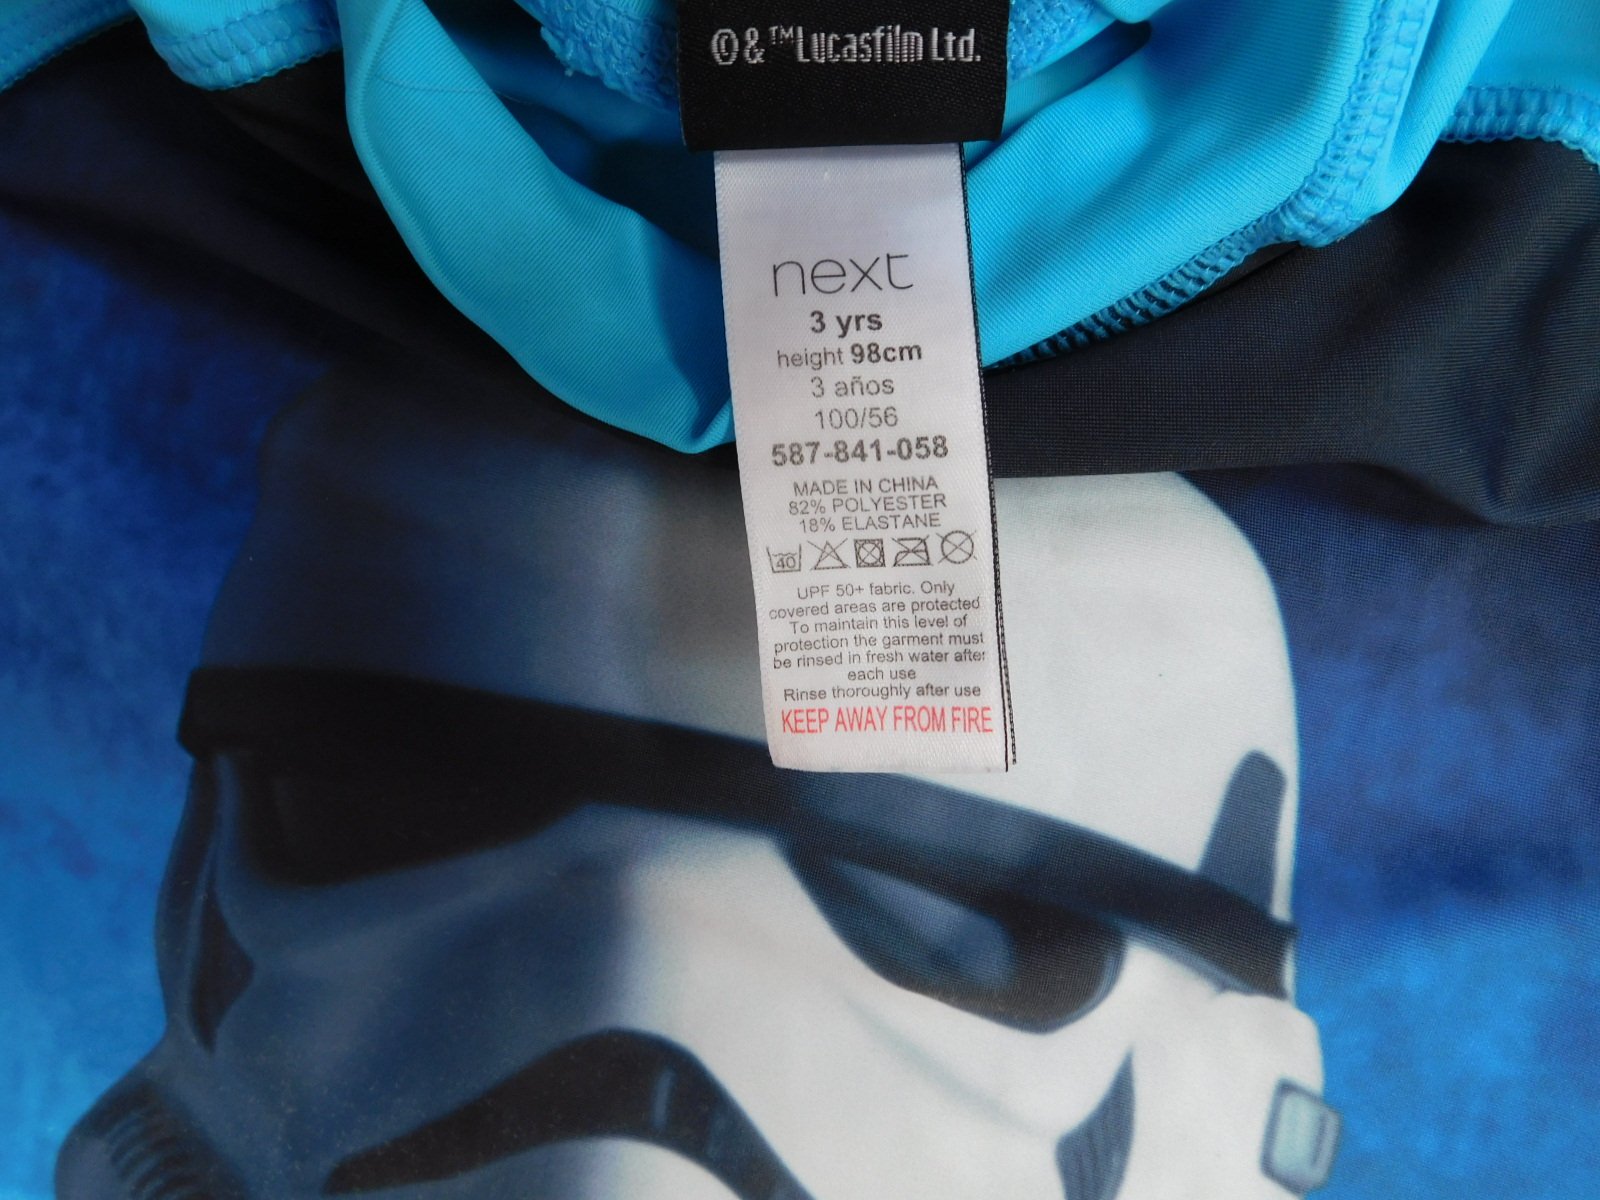 ©&™Lucasfilm Ltd.
next
3 yrs
height 98cm
3 años
100/56
587-841-058
MADE IN CHINA
82% POLYESTER
18% ELASTANE
40
UPF 50+ fabric. Only
covered areas are protected
To maintain this level of
protection the garment must
be rinsed in fresh water after
each use
Rinse thoroughly after use
KEEP AWAY FROM FIRE